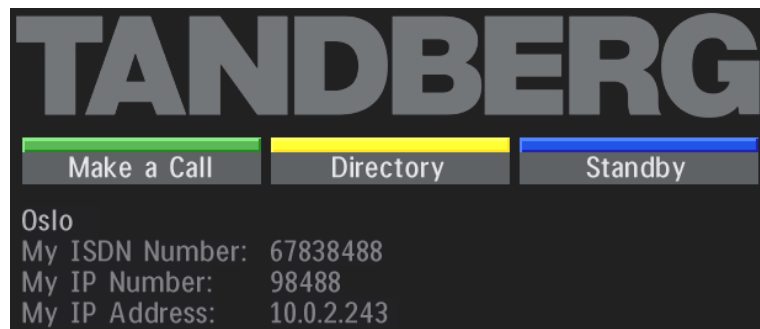 TANDBERG
Make a Call Directory Standby
Oslo
My ISDN Number: 67838488
My IP Number: 98488
My IP Address: 10.0.2.243